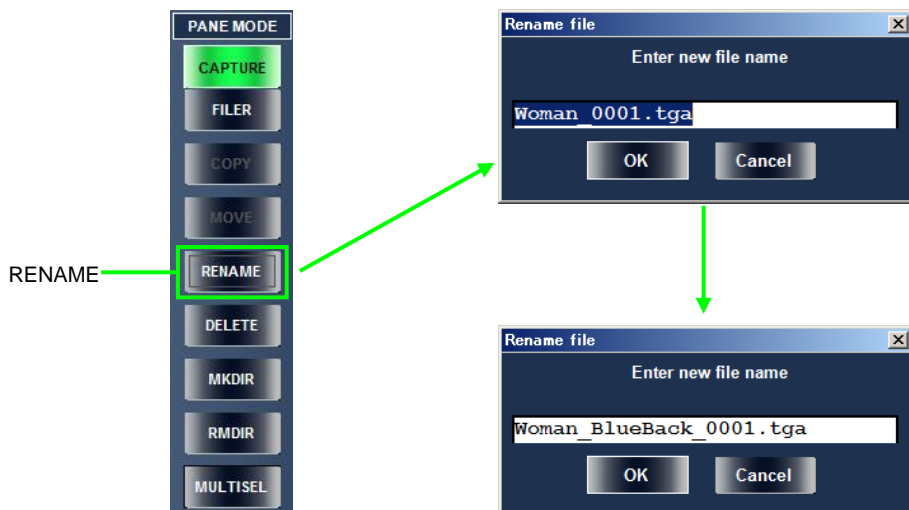 PANE MODE
CAPTURE
FILER
COPY
MOVE
RENAME
RENAME
DELETE
MKDIR
RMDIR
MULTISEL
Rename file
Enter new file name
Woman_0001.tga
OK Cancel
Rename file
Enter new file name
Woman_BlueBack_0001.tga
OK Cancel